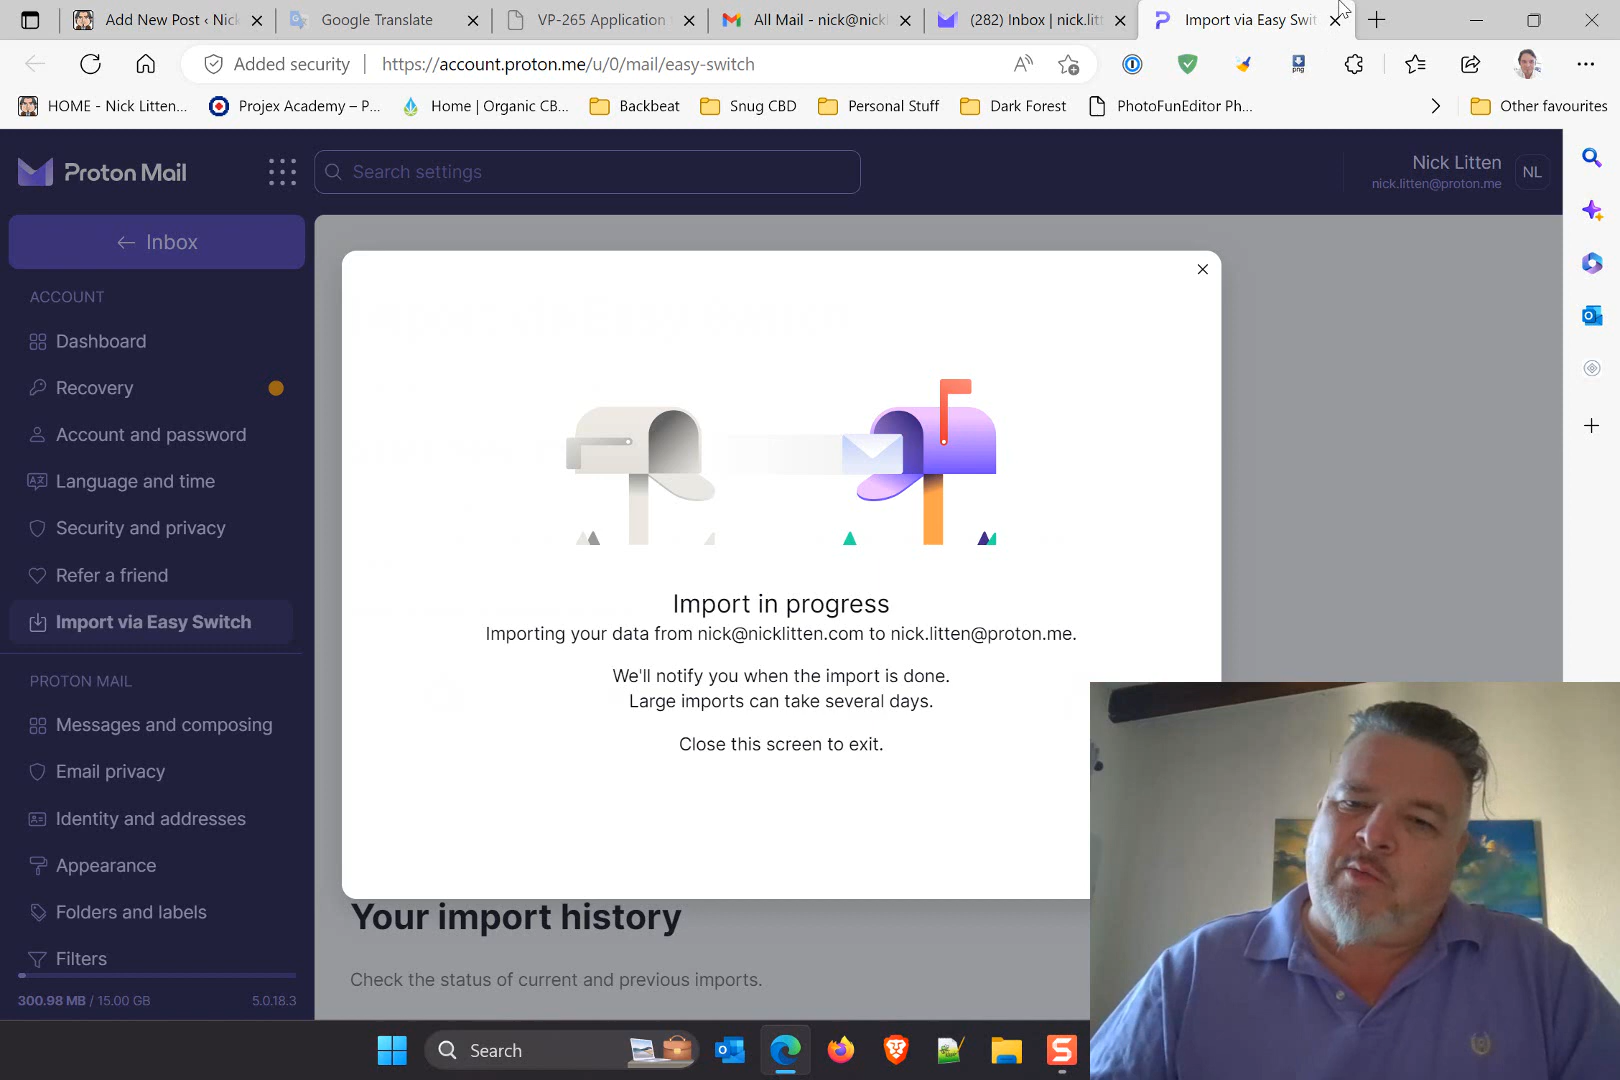 Add New Post ‹ Nick
Google Translate
VP-265 Application
All Mail - nick@nickl
(282) Inbox | nick.litt
Import via Easy Swit
Added security
https://account.proton.me/u/0/mail/easy-switch
HOME - Nick Litten...
Projex Academy – P...
Home | Organic CB...
Backbeat
Snug CBD
Personal Stuff
Dark Forest
PhotoFunEditor Php...
Other favourites
Proton Mail
Search settings
Nick Litten
nick.litten@proton.me
NL
Inbox
ACCOUNT
Dashboard
Recovery
Account and password
Language and time
Security and privacy
Refer a friend
Import via Easy Switch
PROTON MAIL
Messages and composing
Email privacy
Identity and addresses
Appearance
Folders and labels
Filters
300.98 MB / 15.00 GB
5.0.18.3
Import in progress
Importing your data from nick@nicklitten.com to nick.litten@proton.me.
We'll notify you when the import is done.
Large imports can take several days.
Close this screen to exit.
Your import history
Check the status of current and previous imports.
Search